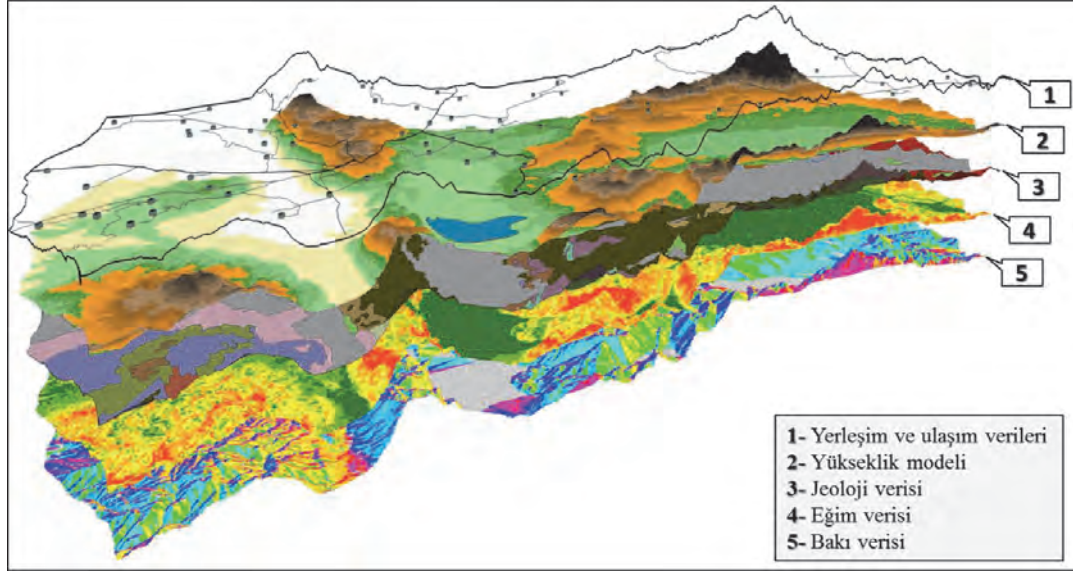 1
2
3
4
5
1- Yerleşim ve ulaşım verileri
2- Yükseklik modeli
3- Jeoloji verisi
4- Eğim verisi
5- Bakı verisi